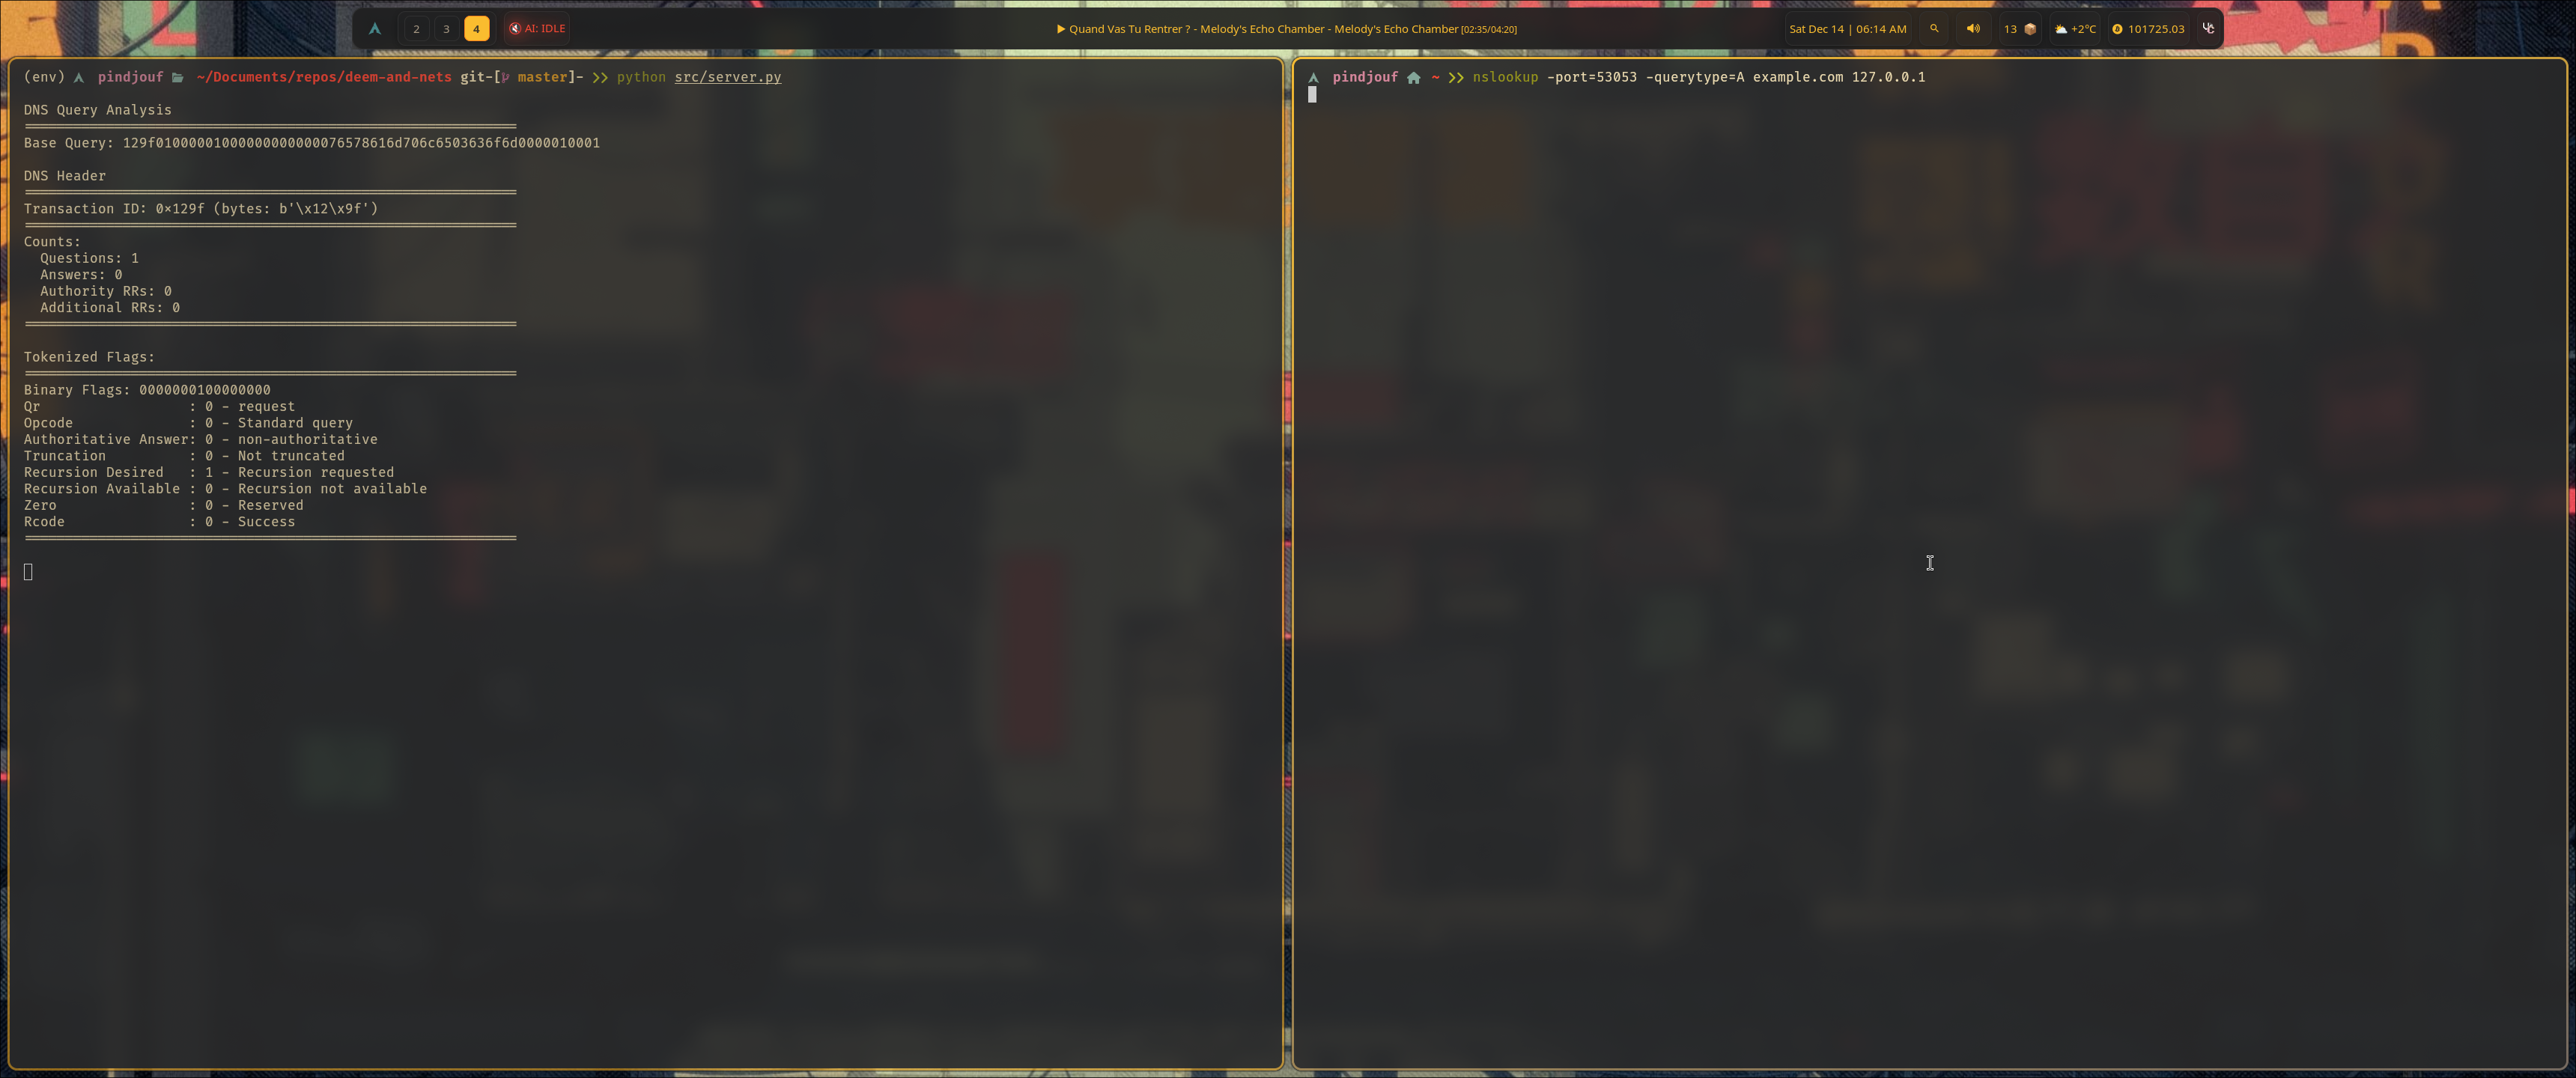 2 3 4 AI: IDLE
▶ Quand Vas Tu Rentrer ? - Melody's Echo Chamber - Melody's Echo Chamber [02:35/04:20]
Sat Dec 14 | 06:14 AM
13
+2°C
101725.03
(env) pindjouf ~/Documents/repos/deem-and-nets git-[ master]- >> python src/server.py
DNS Query Analysis
Base Query: 129f01000001000000000000076578616d706c6503636f6d0000010001
DNS Header
Transaction ID: 0×129f (bytes: b'\x12\x9f')
Counts:
Questions: 1
Answers: 0
Authority RRs: 0
Additional RRs: 0
Tokenized Flags:
Binary Flags: 0000000100000000
Qr : 0 - request
Opcode : 0 - Standard query
Authoritative Answer: 0 - non-authoritative
Truncation : 0 - Not truncated
Recursion Desired : 1 - Recursion requested
Recursion Available : 0 - Recursion not available
Zero : 0 - Reserved
Rcode : 0 - Success
pindjouf ~ >> nslookup -port=53053 -querytype=A example.com 127.0.0.1